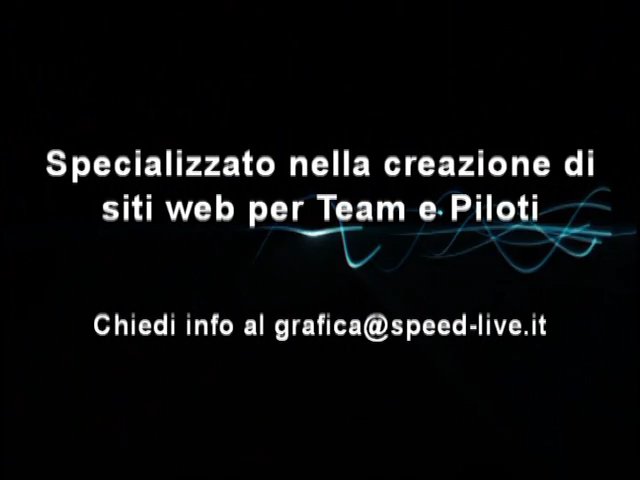 Specializzato nella creazione di
siti web per Team e Piloti
Chiedi info al grafica@speed-live.it